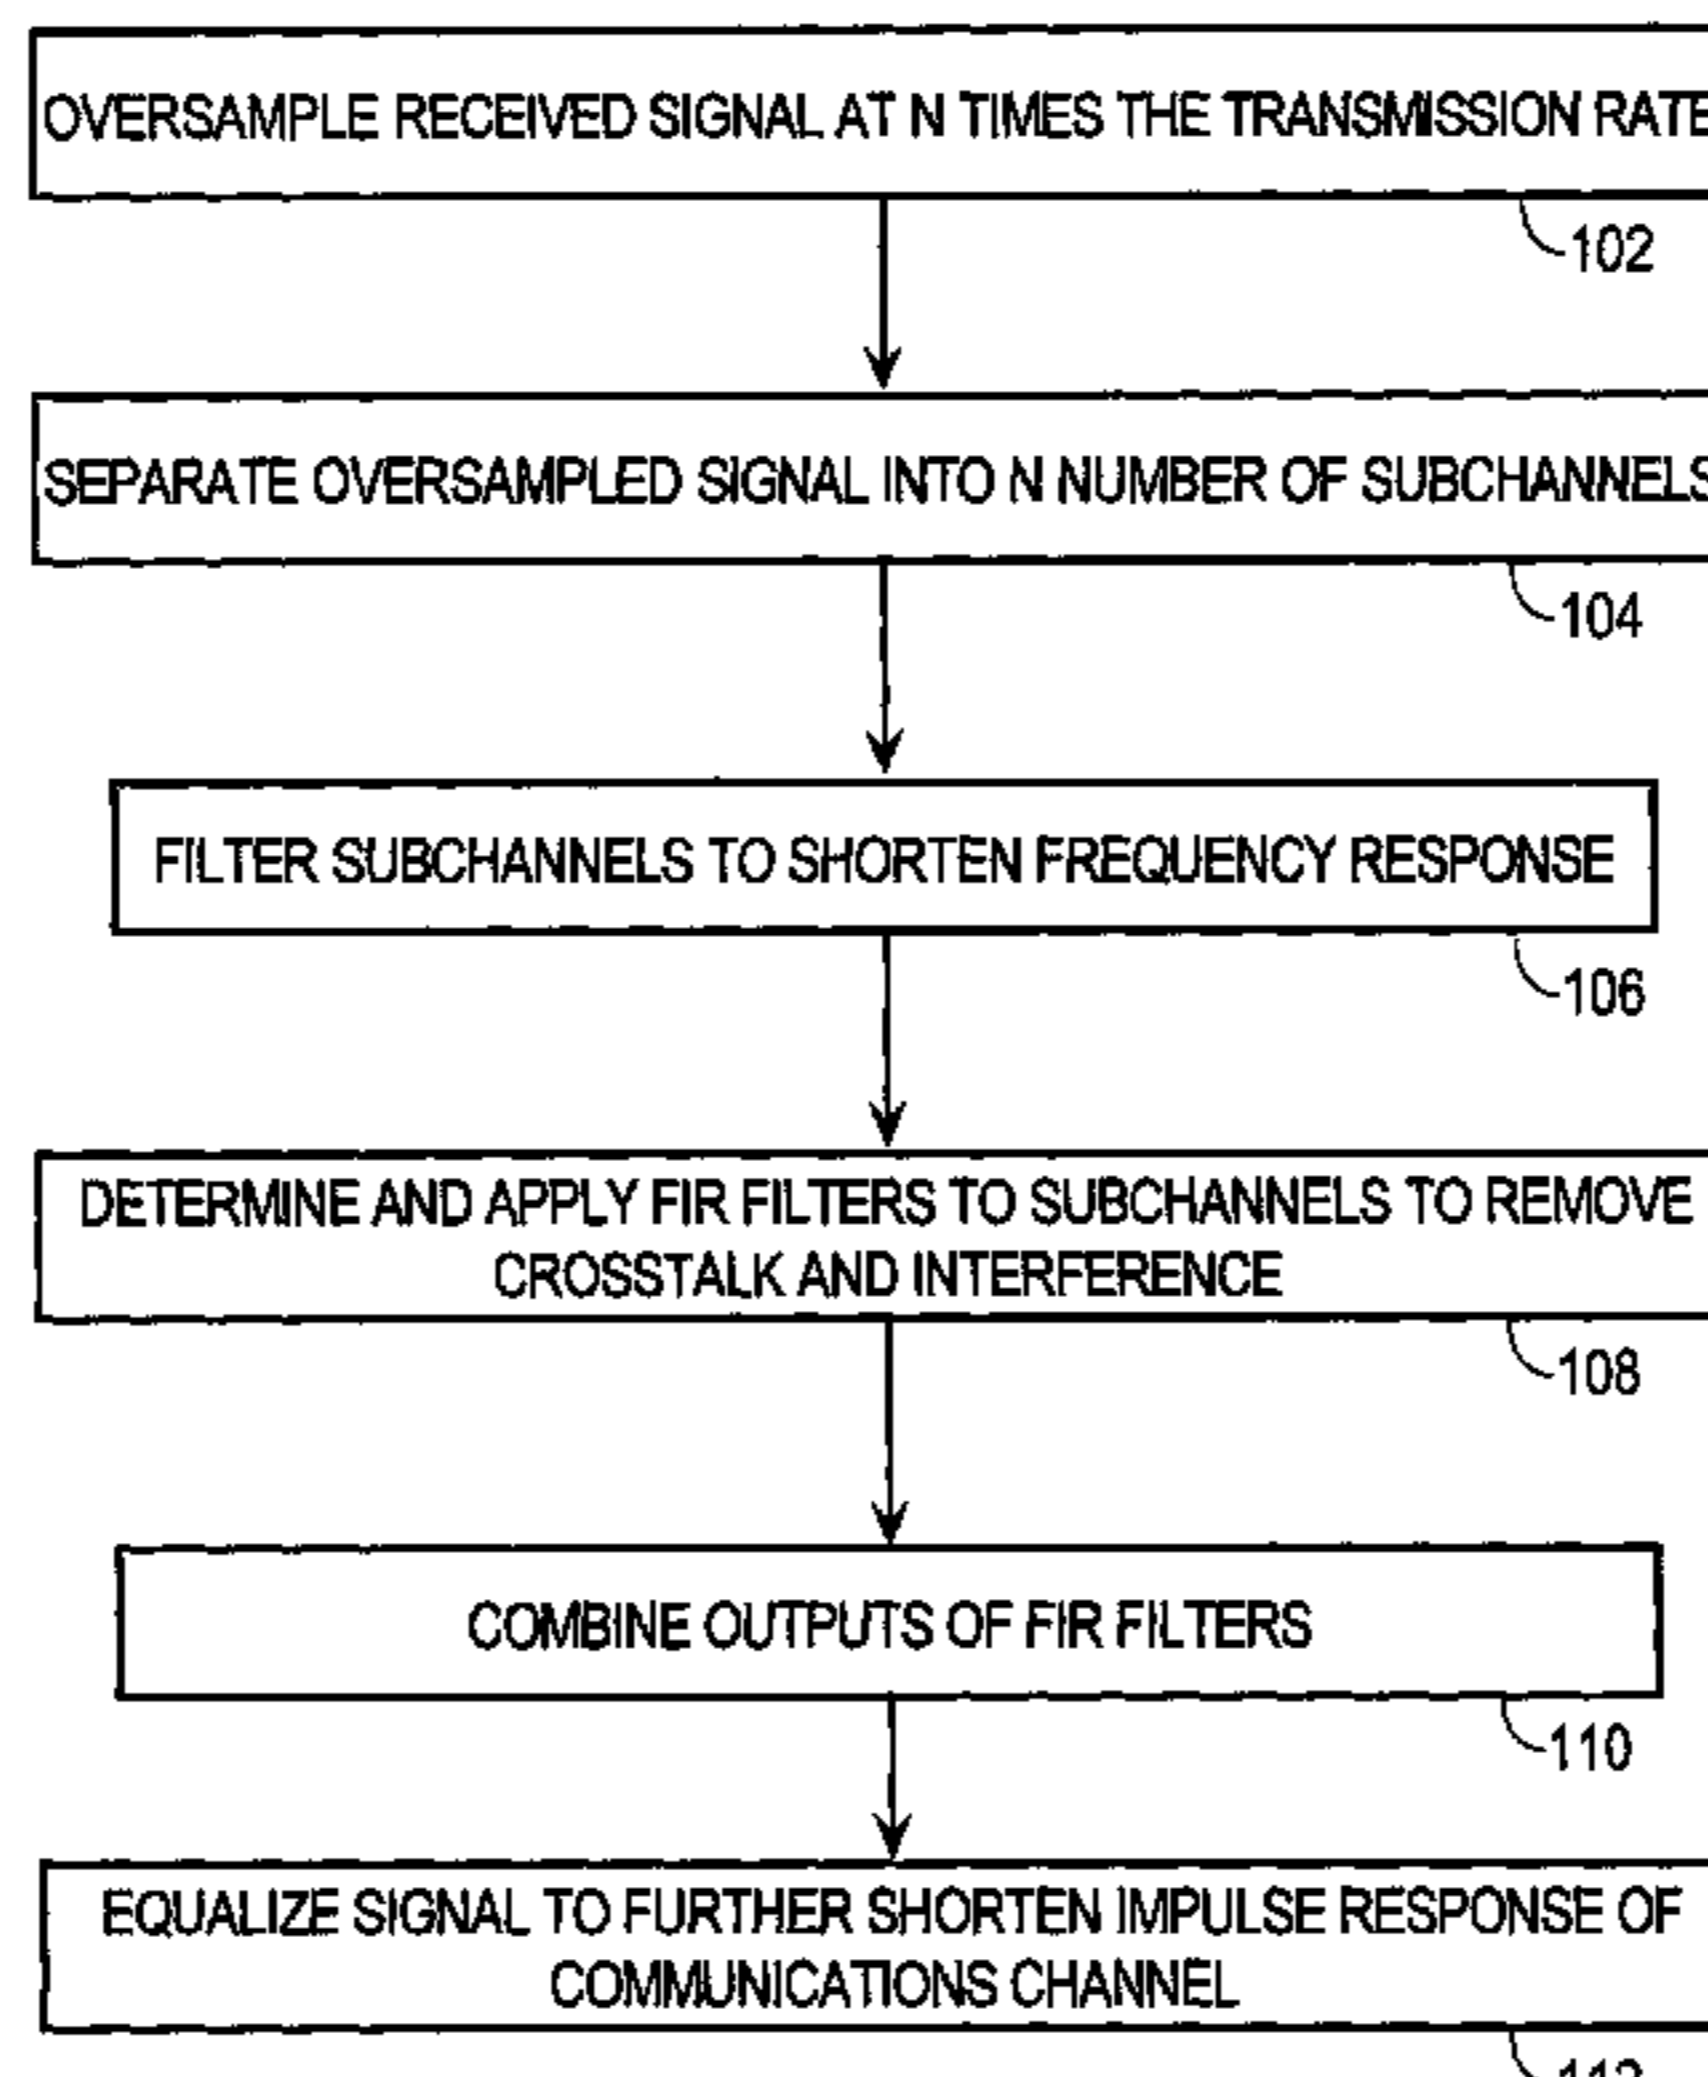 OVERSAMPLE RECEIVED SIGNAL AT N TIMES THE TRANSMISSION RATE
102
SEPARATE OVERSAMPLED SIGNAL INTO N NUMBER OF SUBCHANNELS
104
FILTER SUBCHANNELS TO SHORTEN FREQUENCY RESPONSE
106
DETERMINE AND APPLY FIR FILTERS TO SUBCHANNELS TO REMOVE
CROSSTALK AND INTERFERENCE
108
COMBINE OUTPUTS OF FIR FILTERS
110
EQUALIZE SIGNAL TO FURTHER SHORTEN IMPULSE RESPONSE OF
COMMUNICATIONS CHANNEL